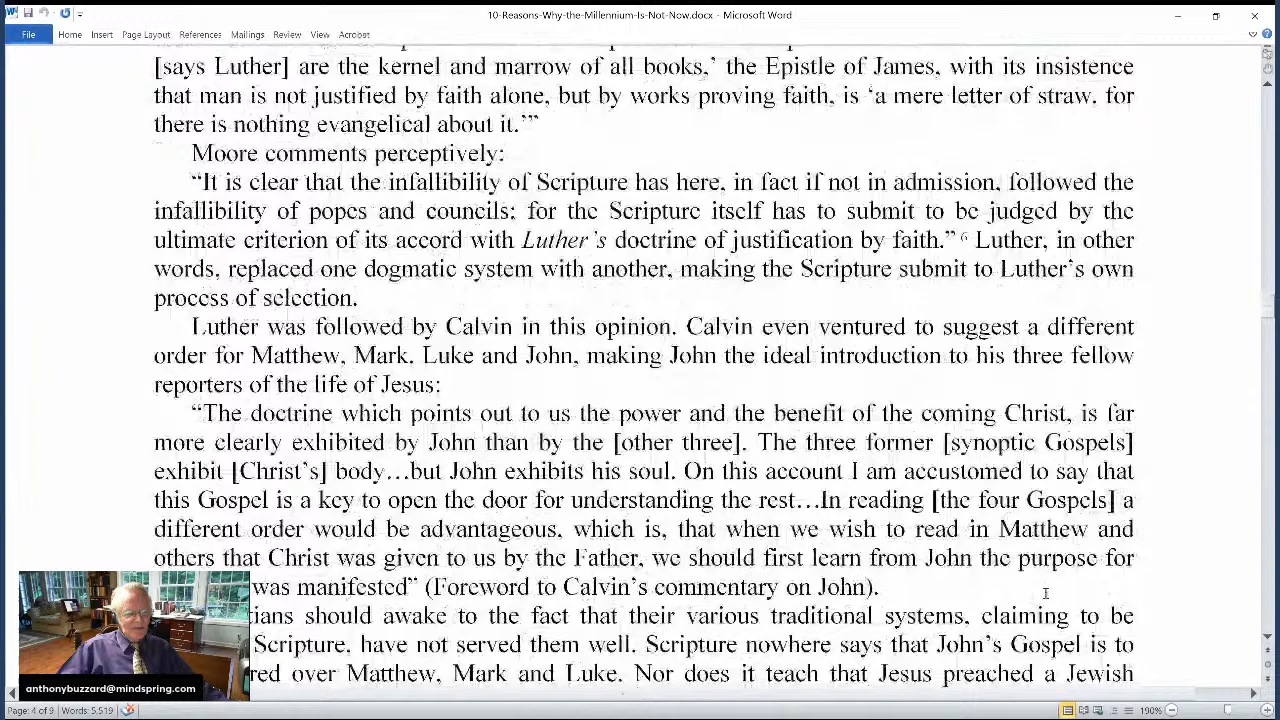 10-Reasons-Why-the-Millennium-Is-Not-Now.docx - Microsoft Word
File Home Insert Page Layout References Mailings Review View Acrobat
[says Luther] are the kernel and marrow of all books,’ the Epistle of James, with its insistence
that man is not justified by faith alone, but by works proving faith, is ‘a mere letter of straw, for
there is nothing evangelical about it.’”
Moore comments perceptively:
“It is clear that the infallibility of Scripture has here, in fact if not in admission, followed the
infallibility of popes and councils; for the Scripture itself has to submit to be judged by the
ultimate criterion of its accord with Luther’s doctrine of justification by faith.” 6 Luther, in other
words, replaced one dogmatic system with another, making the Scripture submit to Luther’s own
process of selection.
Luther was followed by Calvin in this opinion. Calvin even ventured to suggest a different
order for Matthew, Mark, Luke and John, making John the ideal introduction to his three fellow
reporters of the life of Jesus:
“The doctrine which points out to us the power and the benefit of the coming Christ, is far
more clearly exhibited by John than by the [other three]. The three former [synoptic Gospels]
exhibit [Christ’s] body…but John exhibits his soul. On this account I am accustomed to say that
this Gospel is a key to open the door for understanding the rest…In reading [the four Gospels] a
different order would be advantageous, which is, that when we wish to read in Matthew and
others that Christ was given to us by the Father, we should first learn from John the purpose for
was manifested” (Foreword to Calvin’s commentary on John).
tians should awake to the fact that their various traditional systems, claiming to be
Scripture, have not served them well. Scripture nowhere says that John’s Gospel is to
red over Matthew, Mark and Luke. Nor does it teach that Jesus preached a Jewish
anthonybuzzard@mindspring.com
Page: 4 of 9 Words: 5,519 190%